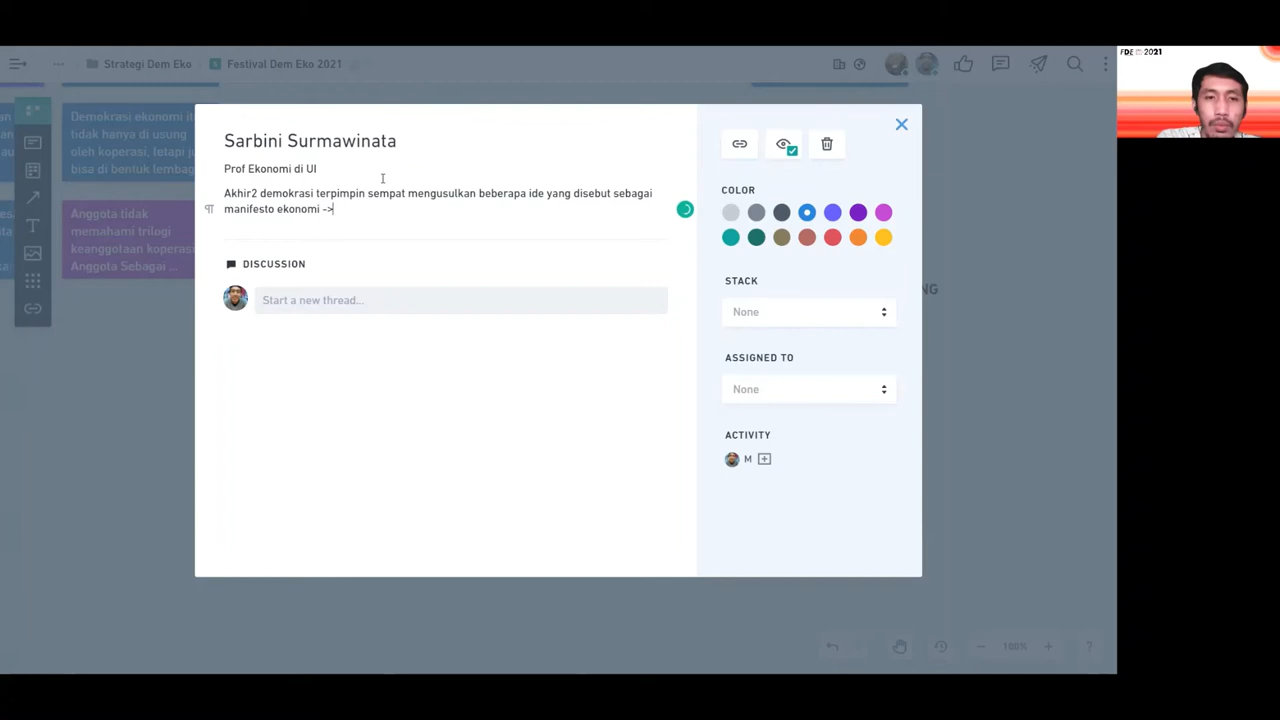 FDE 2021
Strategi Dem Eko
Festival Dem Eko 2021
Demokrasi ekonomi it
tidak hanya di usung
oleh koperasi, tetapi ju
bisa di bentuk lembag
Anggota tidak
memahami trilogi
keanggotaan koperas
Anggota Sebagai ...
Sarbini Surmawinata
Prof Ekonomi di UI
Akhir2 demokrasi terpimpin sempat mengusulkan beberapa ide yang disebut sebagai
manifesto ekonomi ->
DISCUSSION
Start a new thread...
COLOR
STACK
None
ASSIGNED TO
None
ACTIVITY
M
NG
100%